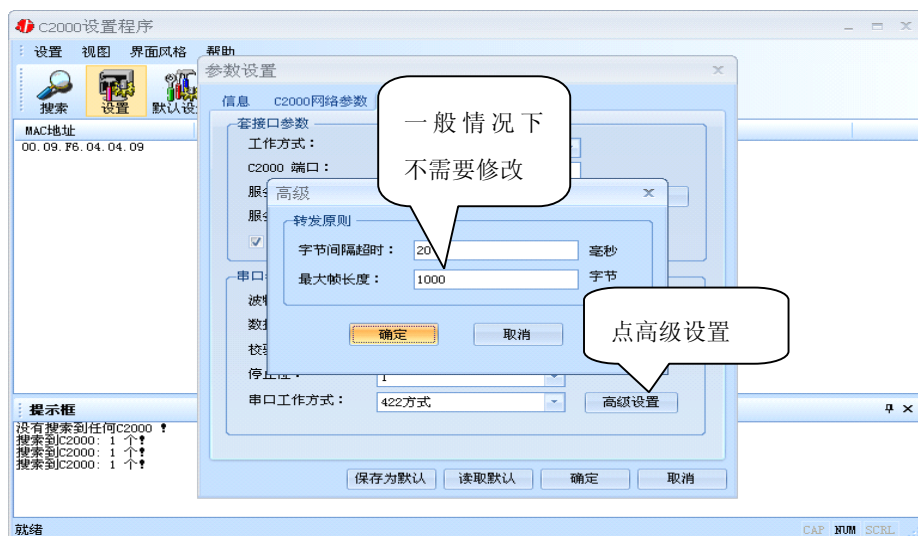 C2000设置程序
设置 视图 界面风格 帮助
搜索 设置 默认设
MAC地址
00.09.F6.04.04.09
参数设置
信息 C2000网络参数
套接口参数
工作方式：
C2000 端口：
服务
服务
一般情况下
不需要修改
高级
转发原则
字节间隔超时： 20 毫秒
最大帧长度： 1000 字节
确定 取消
点高级设置
串口
波特
数据
校验
停止位： 1
串口工作方式： 422方式 高级设置
保存为默认 读取默认 确定 取消
提示框
没有搜索到任何C2000 ！
搜索到C2000: 1 个！
搜索到C2000: 1 个！
搜索到C2000: 1 个！
就绪 CAP NUM SCRL